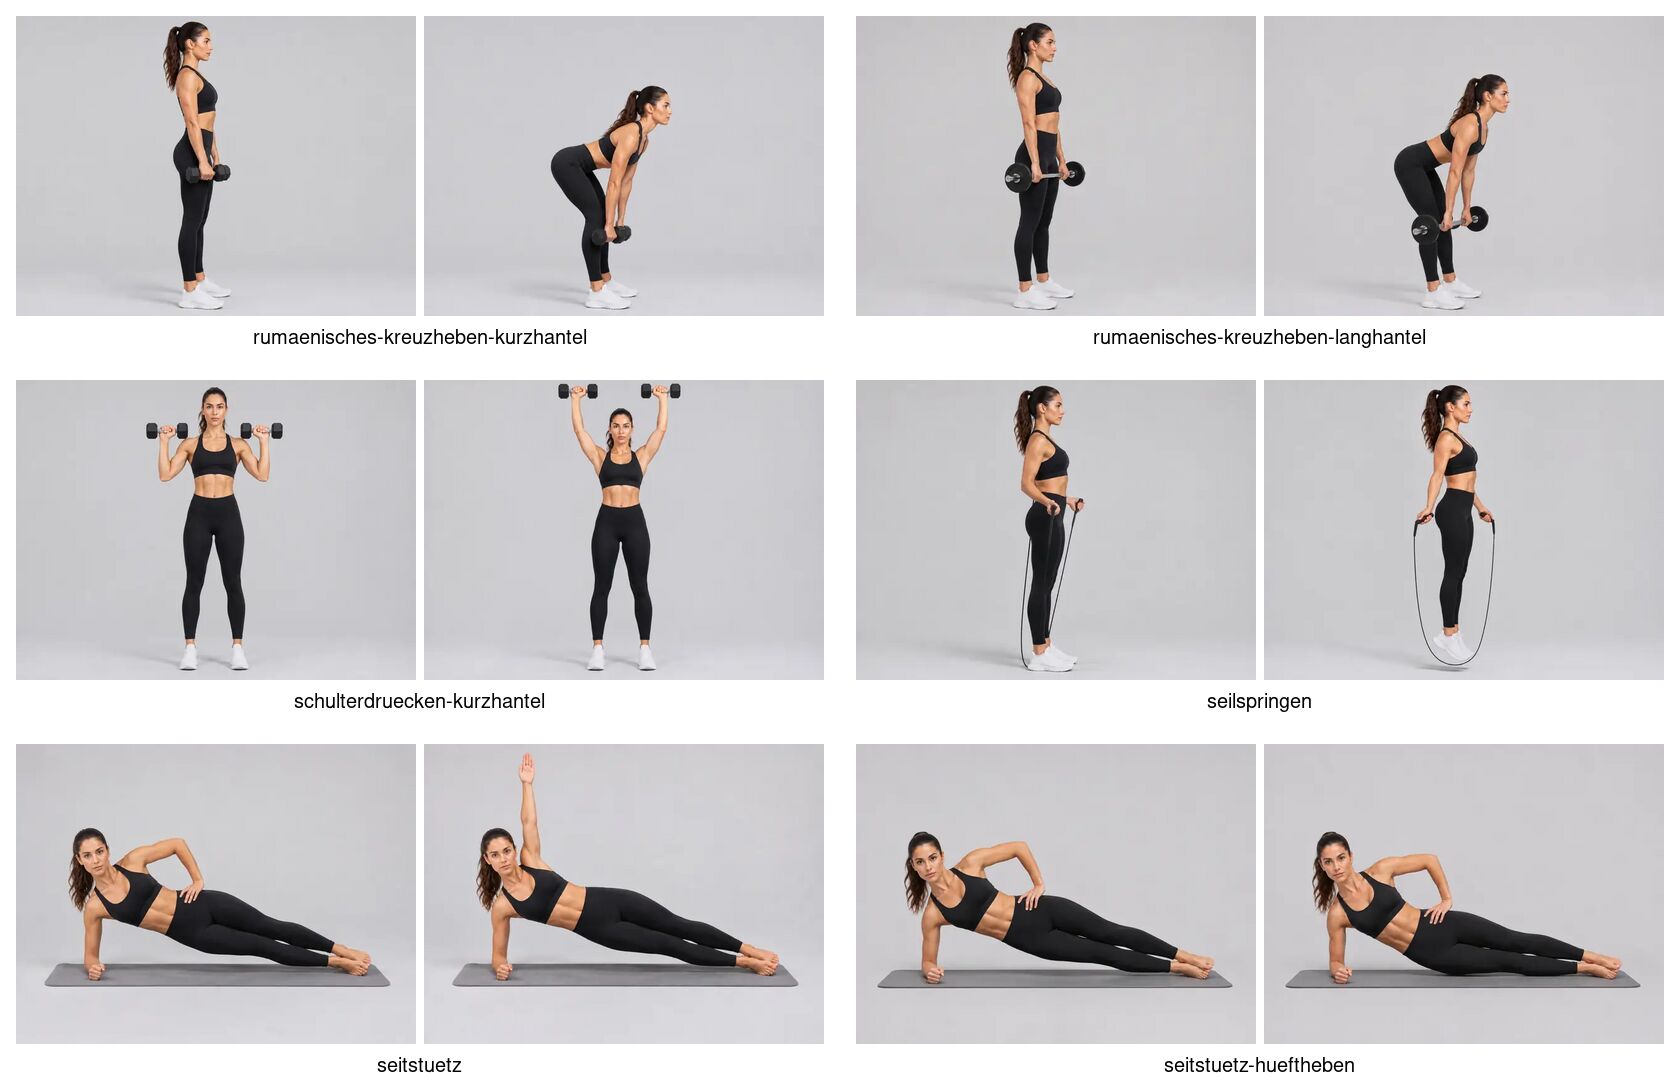 rumaenisches-kreuzheben-kurzhantel
rumaenisches-kreuzheben-langhantel
schulterdruecken-kurzhantel
seilspringen
seitstuetz
seitstuetz-hueftheben